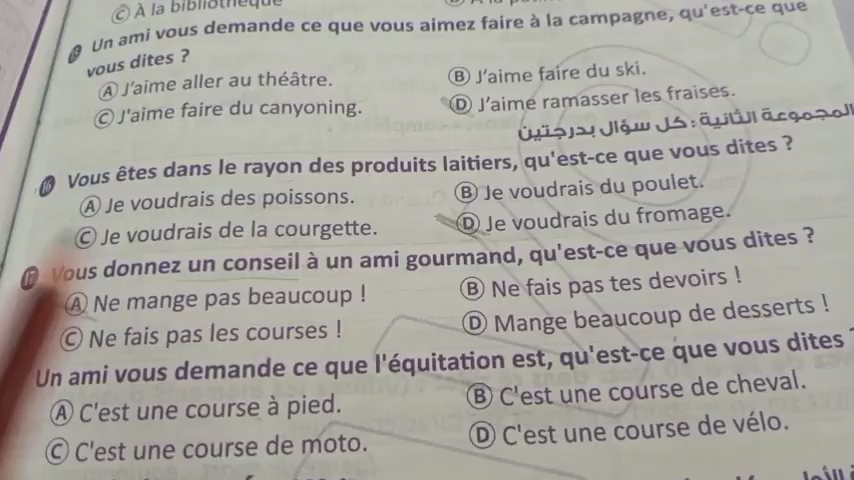 Ⓒ À la bibliothèque
Un ami vous demande ce que vous aimez faire à la campagne, qu'est-ce que
vous dites ?
Ⓐ J'aime aller au théâtre. Ⓑ J'aime faire du ski.
Ⓒ J'aime faire du canyoning. Ⓓ J'aime ramasser les fraises.
المجموعة الثانية : كل سؤال بدرجتين
16 Vous êtes dans le rayon des produits laitiers, qu'est-ce que vous dites ?
Ⓐ Je voudrais des poissons. Ⓑ Je voudrais du poulet.
Ⓒ Je voudrais de la courgette. Ⓓ Je voudrais du fromage.
17 Vous donnez un conseil à un ami gourmand, qu'est-ce que vous dites ?
Ⓐ Ne mange pas beaucoup ! Ⓑ Ne fais pas tes devoirs !
Ⓒ Ne fais pas les courses ! Ⓓ Mange beaucoup de desserts !
Un ami vous demande ce que l'équitation est, qu'est-ce que vous dites
Ⓐ C'est une course à pied. Ⓑ C'est une course de cheval.
Ⓒ C'est une course de moto. Ⓓ C'est une course de vélo.